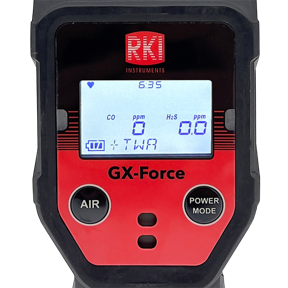 RKI
INSTRUMENTS
635
CO ppm H₂S ppm
0 0.0
TWA
GX-Force
AIR
POWER
MODE